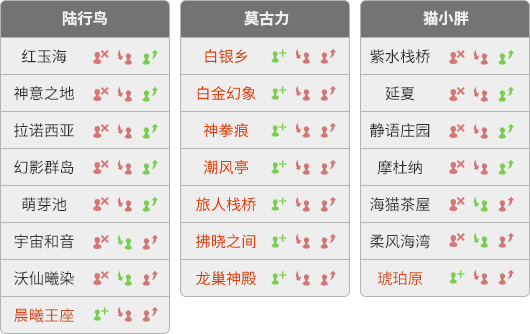 陆行鸟
红玉海
神意之地
拉诺西亚
幻影群岛
萌芽池
宇宙和音
沃仙曦染
晨曦王座
莫古力
白银乡
白金幻象
神拳痕
潮风亭
旅人栈桥
拂晓之间
龙巢神殿
猫小胖
紫水栈桥
延夏
静语庄园
摩杜纳
海猫茶屋
柔风海湾
琥珀原